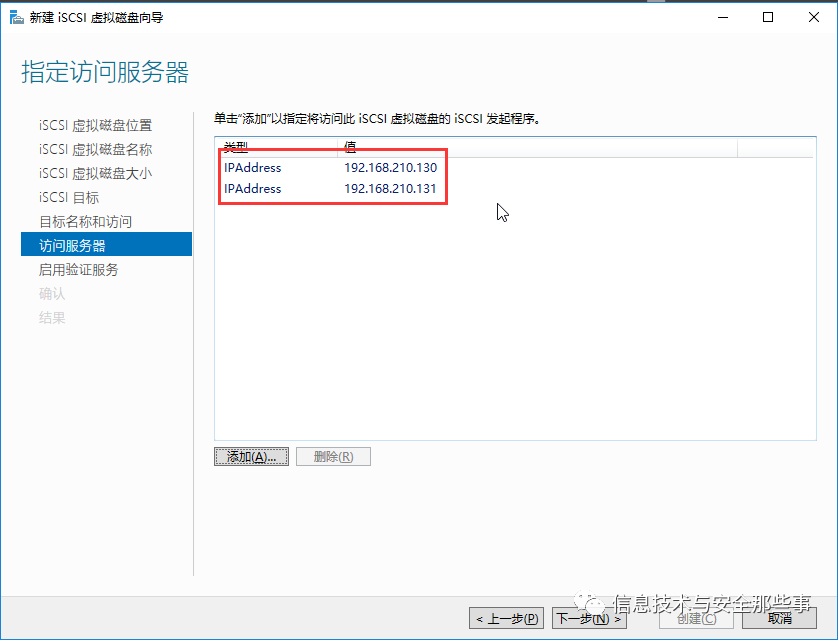 新建 iSCSI 虚拟磁盘向导
指定访问服务器
iSCSI 虚拟磁盘位置
iSCSI 虚拟磁盘名称
iSCSI 虚拟磁盘大小
iSCSI 目标
目标名称和访问
访问服务器
启用验证服务
确认
结果
单击“添加”以指定将访问此 iSCSI 虚拟磁盘的 iSCSI 发起程序。
类型 值
IPAddress 192.168.210.130
IPAddress 192.168.210.131
添加(A)... 删除(R)
信息技术与安全那些事
< 上一步(P) 下一步(N) > 创建(C) 取消